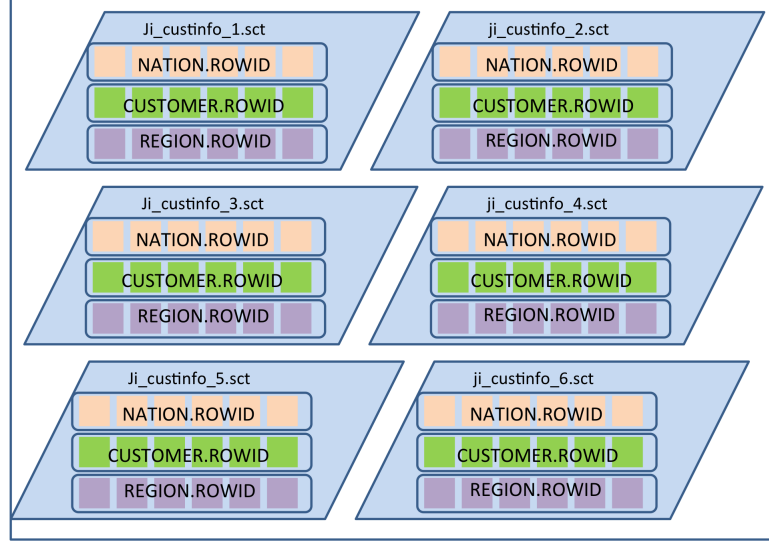 Ji_custinfo_1.sct
NATION.ROWID
CUSTOMER.ROWID
REGION.ROWID
ji_custinfo_2.sct
NATION.ROWID
CUSTOMER.ROWID
REGION.ROWID
Ji_custinfo_3.sct
NATION.ROWID
CUSTOMER.ROWID
REGION.ROWID
ji_custinfo_4.sct
NATION.ROWID
CUSTOMER.ROWID
REGION.ROWID
Ji_custinfo_5.sct
NATION.ROWID
CUSTOMER.ROWID
REGION.ROWID
ji_custinfo_6.sct
NATION.ROWID
CUSTOMER.ROWID
REGION.ROWID